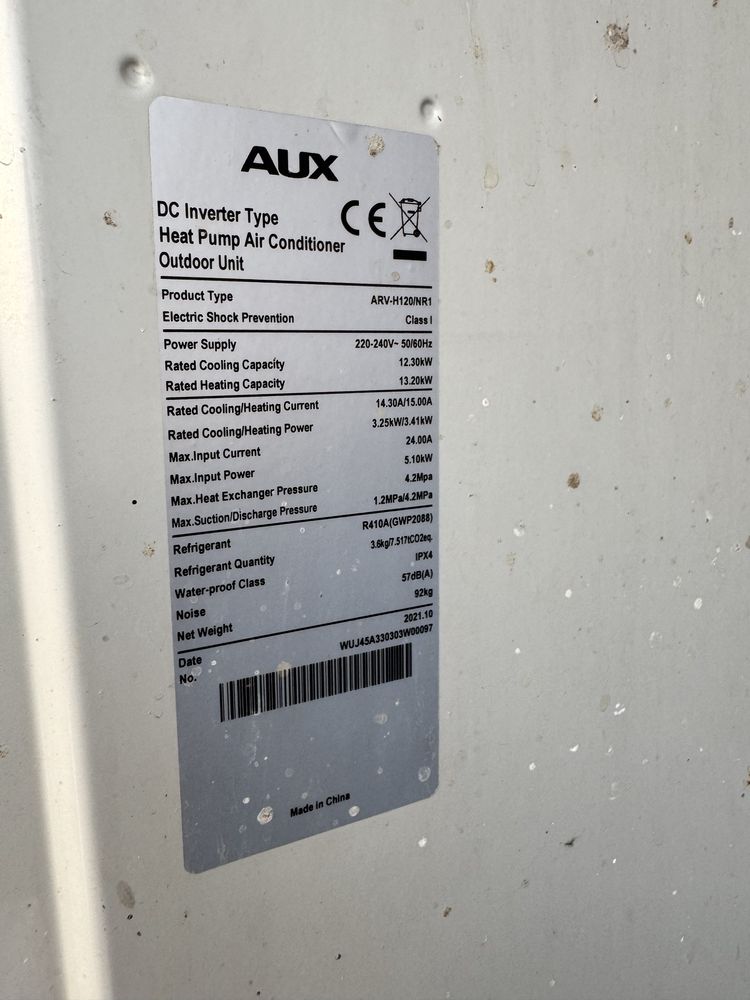 AUX
DC Inverter Type
Heat Pump Air Conditioner
Outdoor Unit
CE
Product Type ARV-H120/NR1
Electric Shock Prevention Class I
Power Supply 220-240V~ 50/60Hz
Rated Cooling Capacity 12.30kW
Rated Heating Capacity 13.20kW
Rated Cooling/Heating Current 14.30A/15.00A
Rated Cooling/Heating Power 3.25kW/3.41kW
Max.Input Current 24.00A
Max.Input Power 5.10kW
Max.Heat Exchanger Pressure 4.2Mpa
Max.Suction/Discharge Pressure 1.2MPa/4.2MPa
Refrigerant R410A(GWP2088)
Refrigerant Quantity 3.6kg/7.517tCO2eq.
Water-proof Class IPX4
Noise 57dB(A)
Net Weight 92kg
Date 2021.10
No. WUJ45A330303W00097
Made in China